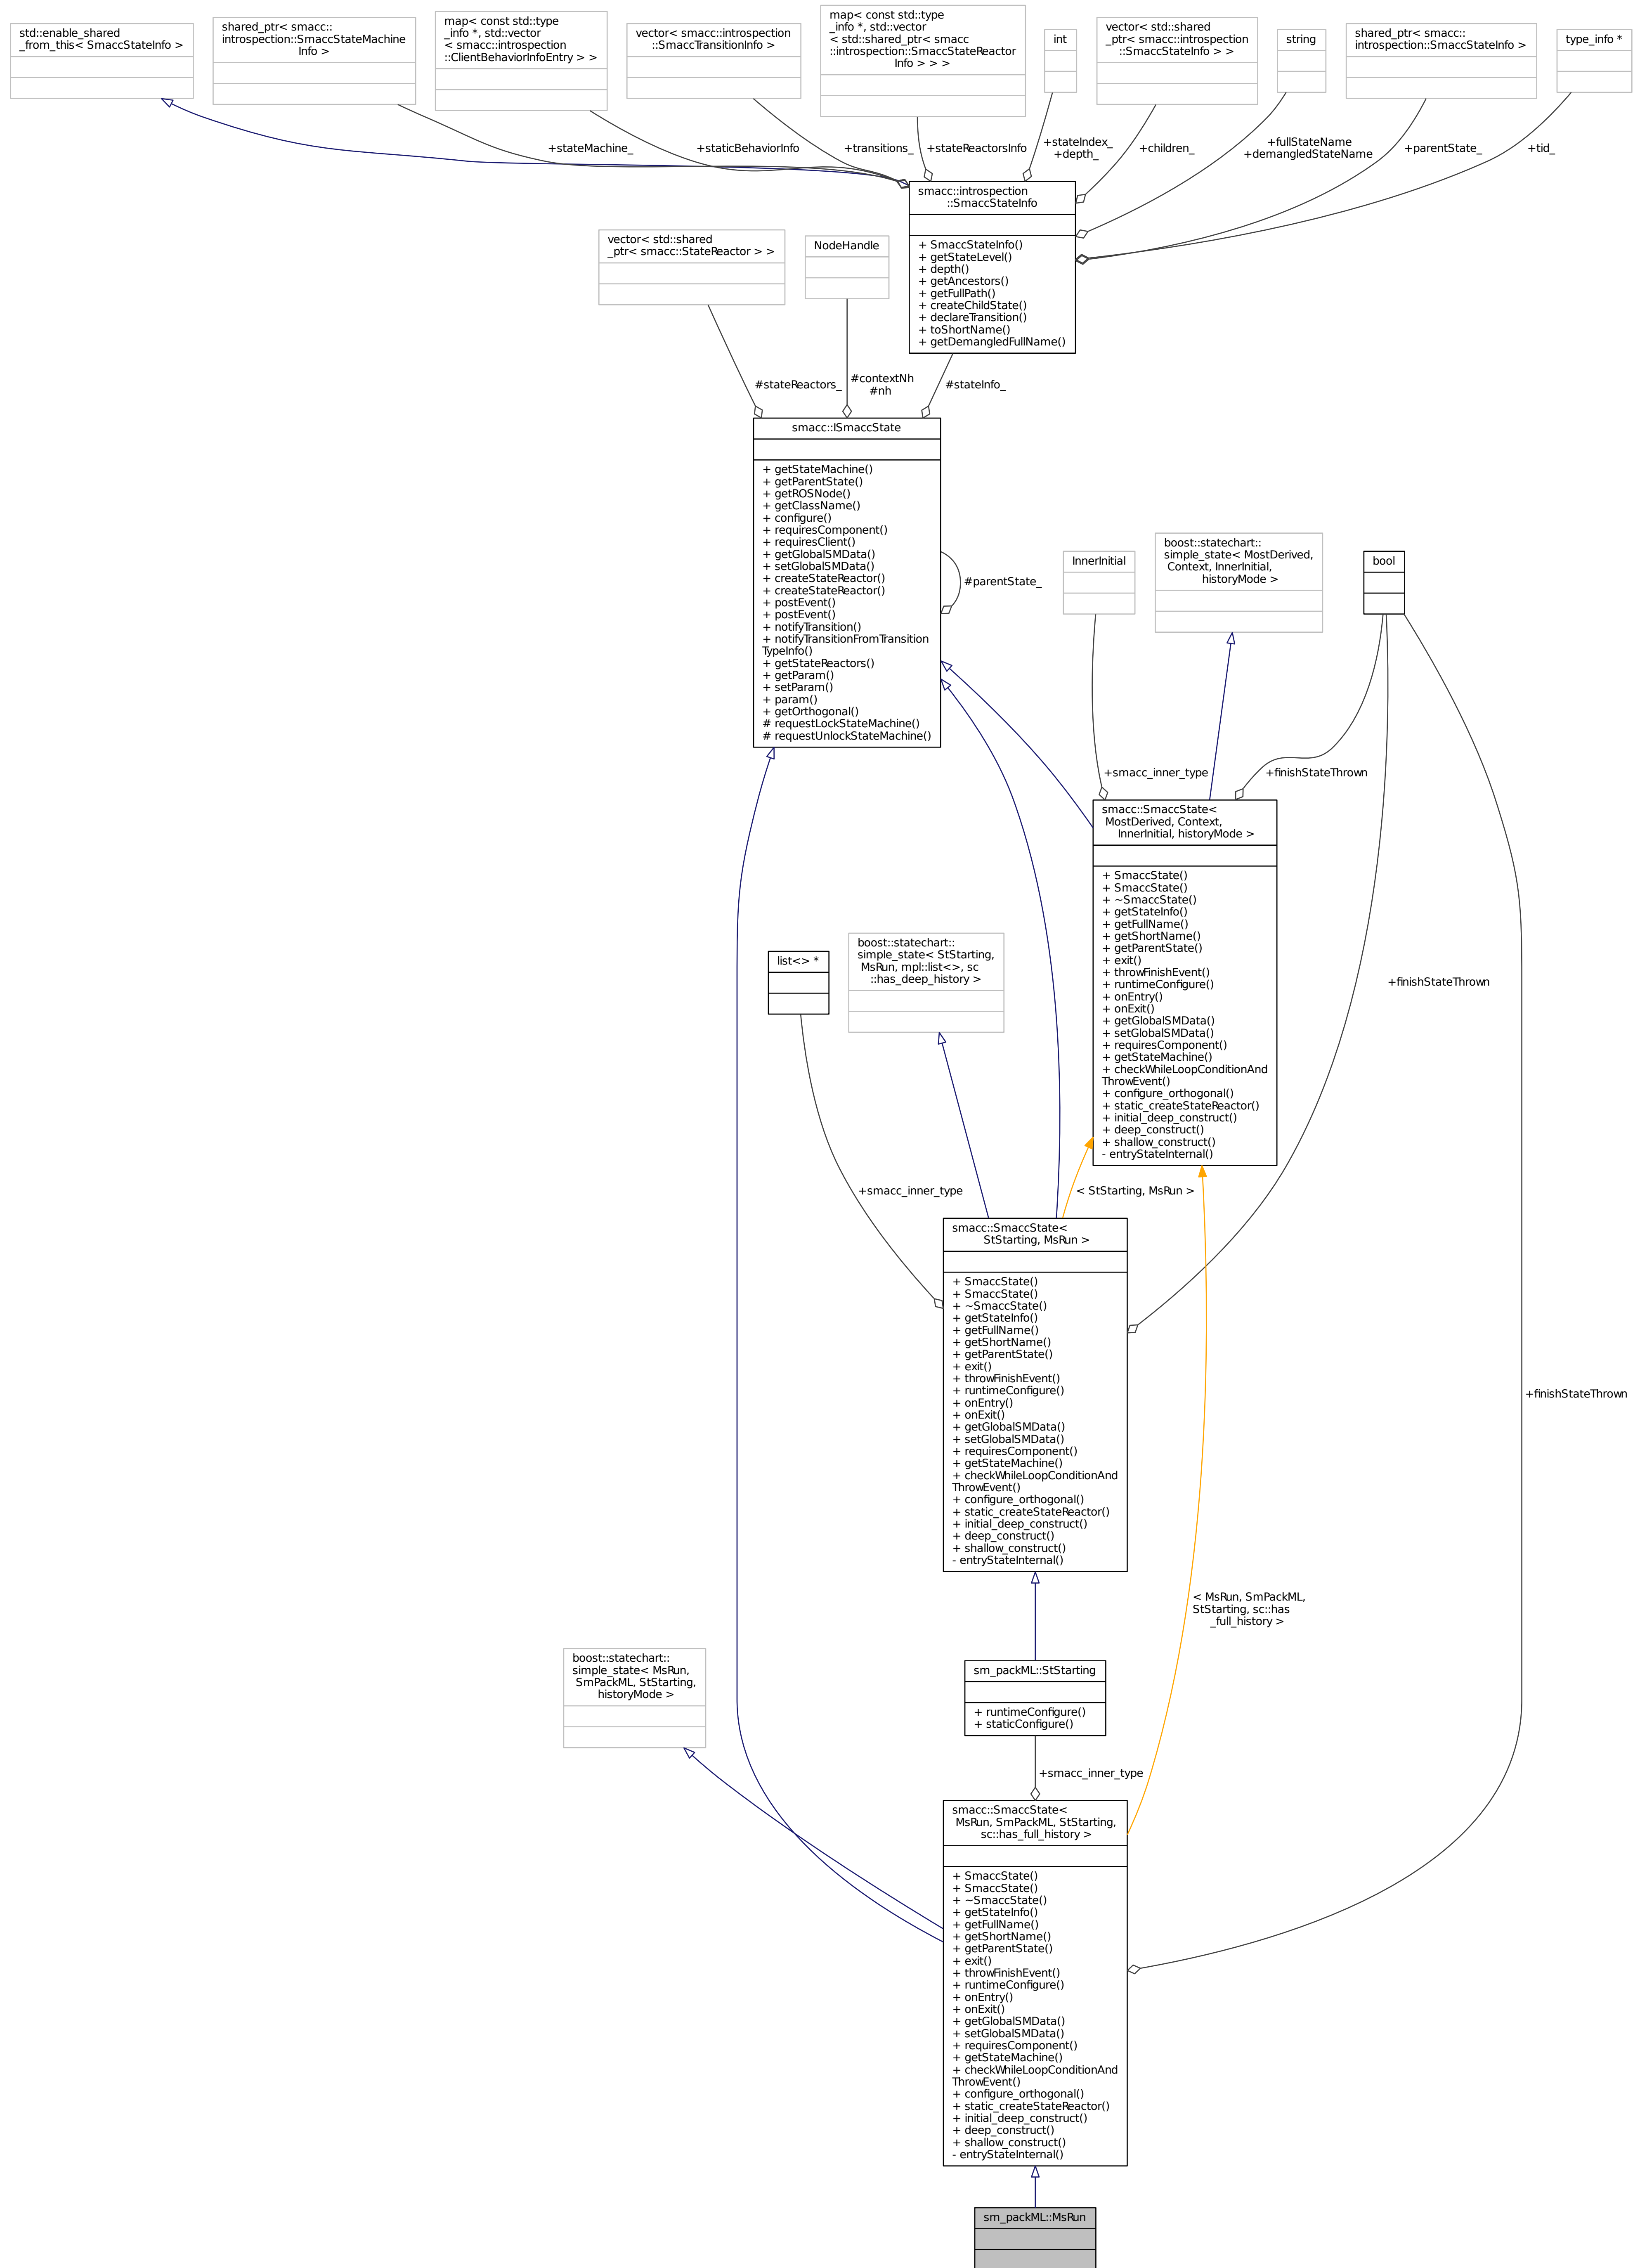 std::enable_shared
_from_this< SmaccStateInfo >
shared_ptr< smacc::
introspection::SmaccStateMachine
Info >
map< const std::type
_info *, std::vector
< smacc::introspection
::ClientBehaviorInfoEntry > >
vector< smacc::introspection
::SmaccTransitionInfo >
map< const std::type
_info *, std::vector
< std::shared_ptr< smacc
::introspection::SmaccStateReactor
Info > > >
int
vector< std::shared
_ptr< smacc::introspection
::SmaccStateInfo > >
string
shared_ptr< smacc::
introspection::SmaccStateInfo >
type_info *
+stateMachine_
+staticBehaviorInfo
+transitions_
+stateReactorsInfo
+stateIndex_
+depth_
+children_
+fullStateName
+demangledStateName
+parentState_
+tid_
smacc::introspection
::SmaccStateInfo
+ SmaccStateInfo()
+ getStateLevel()
+ depth()
+ getAncestors()
+ getFullPath()
+ createChildState()
+ declareTransition()
+ toShortName()
+ getDemangledFullName()
vector< std::shared
_ptr< smacc::StateReactor > >
NodeHandle
#stateReactors_
#contextNh
#nh
#stateInfo_
smacc::ISmaccState
+ getStateMachine()
+ getParentState()
+ getROSNode()
+ getClassName()
+ configure()
+ requiresComponent()
+ requiresClient()
+ getGlobalSMData()
+ setGlobalSMData()
+ createStateReactor()
+ createStateReactor()
+ postEvent()
+ postEvent()
+ notifyTransition()
+ notifyTransitionFromTransition
TypeInfo()
+ getStateReactors()
+ getParam()
+ setParam()
+ param()
+ getOrthogonal()
# requestLockStateMachine()
# requestUnlockStateMachine()
#parentState_
InnerInitial
boost::statechart::
simple_state< MostDerived,
Context, InnerInitial,
historyMode >
bool
+smacc_inner_type
+finishStateThrown
smacc::SmaccState<
MostDerived, Context,
InnerInitial, historyMode >
+ SmaccState()
+ SmaccState()
+ ~SmaccState()
+ getStateInfo()
+ getFullName()
+ getShortName()
+ getParentState()
+ exit()
+ throwFinishEvent()
+ runtimeConfigure()
+ onEntry()
+ onExit()
+ getGlobalSMData()
+ setGlobalSMData()
+ requiresComponent()
+ getStateMachine()
+ checkWhileLoopConditionAnd
ThrowEvent()
+ configure_orthogonal()
+ static_createStateReactor()
+ initial_deep_construct()
+ deep_construct()
+ shallow_construct()
- entryStateInternal()
list<> *
boost::statechart::
simple_state< StStarting,
MsRun, mpl::list<>, sc
::has_deep_history >
+finishStateThrown
+smacc_inner_type
< StStarting, MsRun >
smacc::SmaccState<
StStarting, MsRun >
+ SmaccState()
+ SmaccState()
+ ~SmaccState()
+ getStateInfo()
+ getFullName()
+ getShortName()
+ getParentState()
+ exit()
+ throwFinishEvent()
+ runtimeConfigure()
+ onEntry()
+ onExit()
+ getGlobalSMData()
+ setGlobalSMData()
+ requiresComponent()
+ getStateMachine()
+ checkWhileLoopConditionAnd
ThrowEvent()
+ configure_orthogonal()
+ static_createStateReactor()
+ initial_deep_construct()
+ deep_construct()
+ shallow_construct()
- entryStateInternal()
+finishStateThrown
< MsRun, SmPackML,
StStarting, sc::has
_full_history >
boost::statechart::
simple_state< MsRun,
SmPackML, StStarting,
historyMode >
sm_packML::StStarting
+ runtimeConfigure()
+ staticConfigure()
+smacc_inner_type
smacc::SmaccState<
MsRun, SmPackML, StStarting,
sc::has_full_history >
+ SmaccState()
+ SmaccState()
+ ~SmaccState()
+ getStateInfo()
+ getFullName()
+ getShortName()
+ getParentState()
+ exit()
+ throwFinishEvent()
+ runtimeConfigure()
+ onEntry()
+ onExit()
+ getGlobalSMData()
+ setGlobalSMData()
+ requiresComponent()
+ getStateMachine()
+ checkWhileLoopConditionAnd
ThrowEvent()
+ configure_orthogonal()
+ static_createStateReactor()
+ initial_deep_construct()
+ deep_construct()
+ shallow_construct()
- entryStateInternal()
sm_packML::MsRun